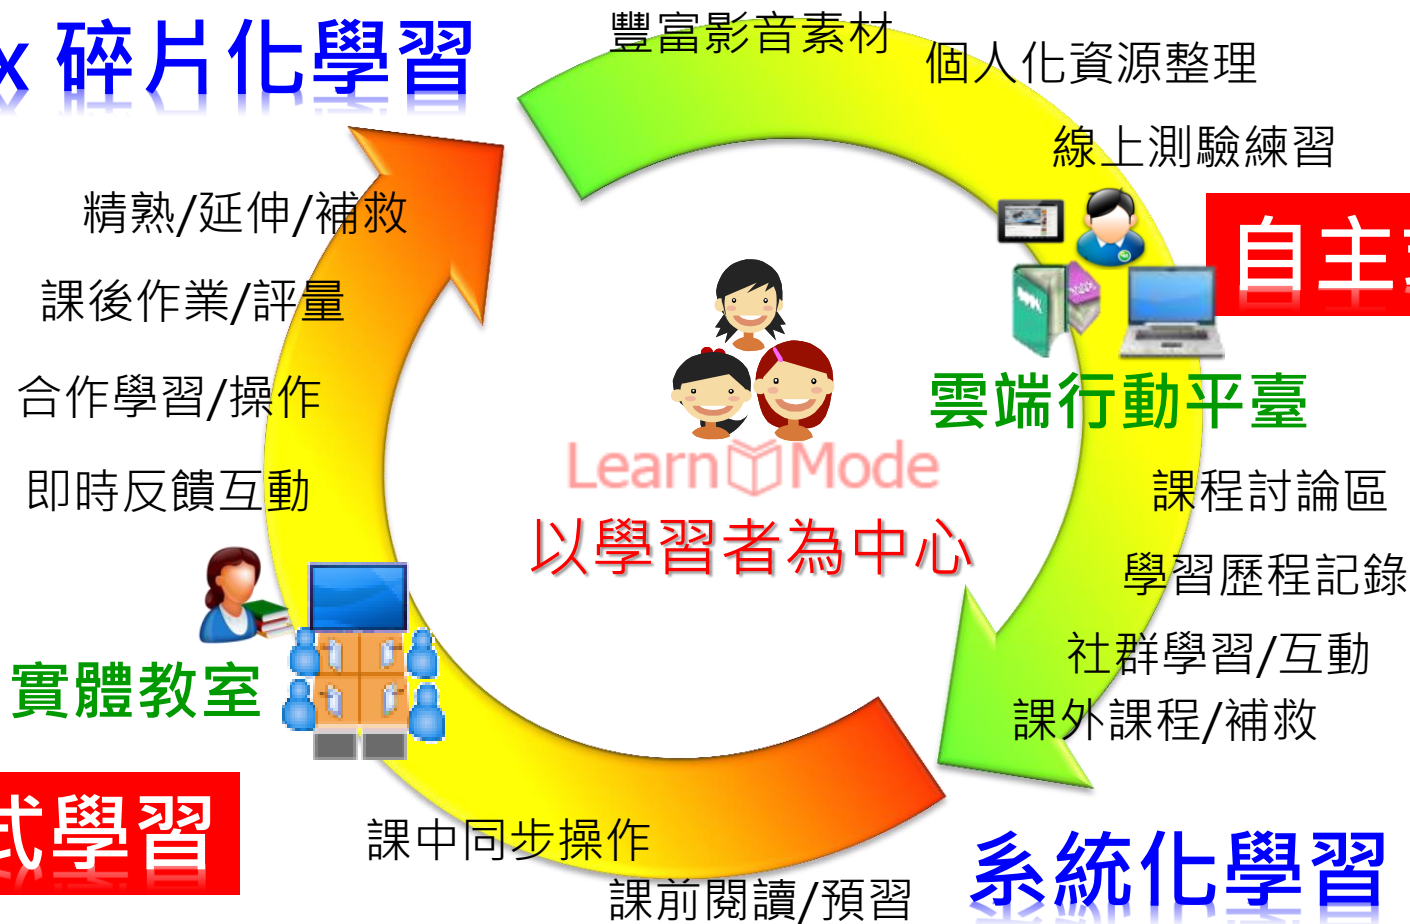 x 碎片化學習
豐富影音素材
個人化資源整理
線上測驗練習
自主
雲端行動平臺
課程討論區
學習歷程記錄
社群學習/互動
課外課程/補救
系統化學習
精熟/延伸/補救
課後作業/評量
合作學習/操作
即時反饋互動
實體教室
式學習
課中同步操作
課前閱讀/預習
LearnMode
以學習者為中心